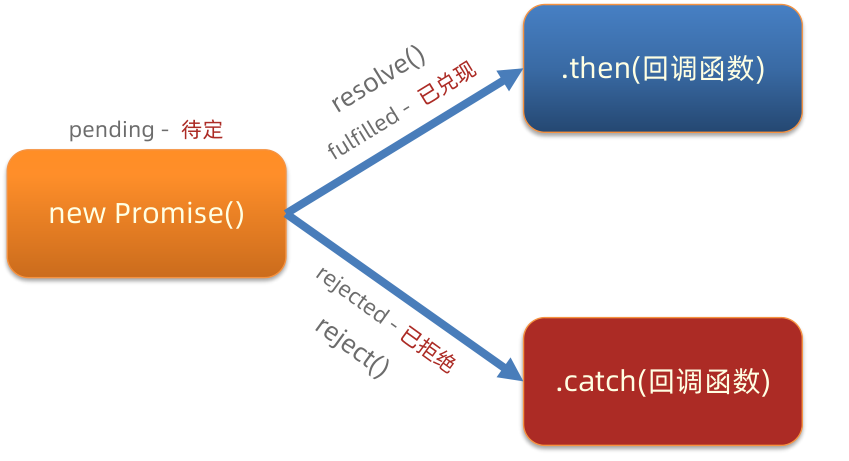 pending - 待定
new Promise()
resolve()
fulfilled - 已兑现
.then(回调函数)
rejected - 已拒绝
reject()
.catch(回调函数)